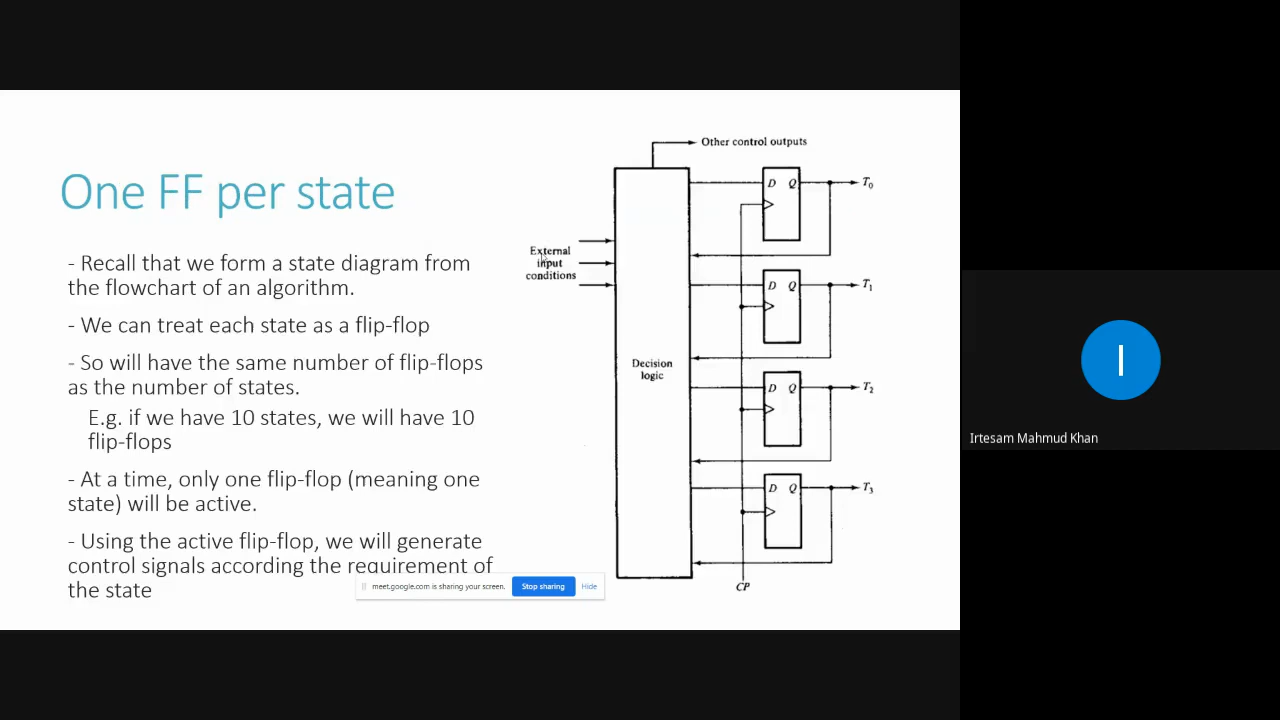 One FF per state
- Recall that we form a state diagram from
the flowchart of an algorithm.
- We can treat each state as a flip-flop
- So will have the same number of flip-flops
as the number of states.
E.g. if we have 10 states, we will have 10
flip-flops
- At a time, only one flip-flop (meaning one
state) will be active.
- Using the active flip-flop, we will generate
control signals according the requirement of
the state
Other control outputs
External
input
conditions
Decision
logic
D Q T₀
D Q T₁
D Q T₂
D Q T₃
CP
meet.google.com is sharing your screen.
Stop sharing
Hide
I
Irtesam Mahmud Khan